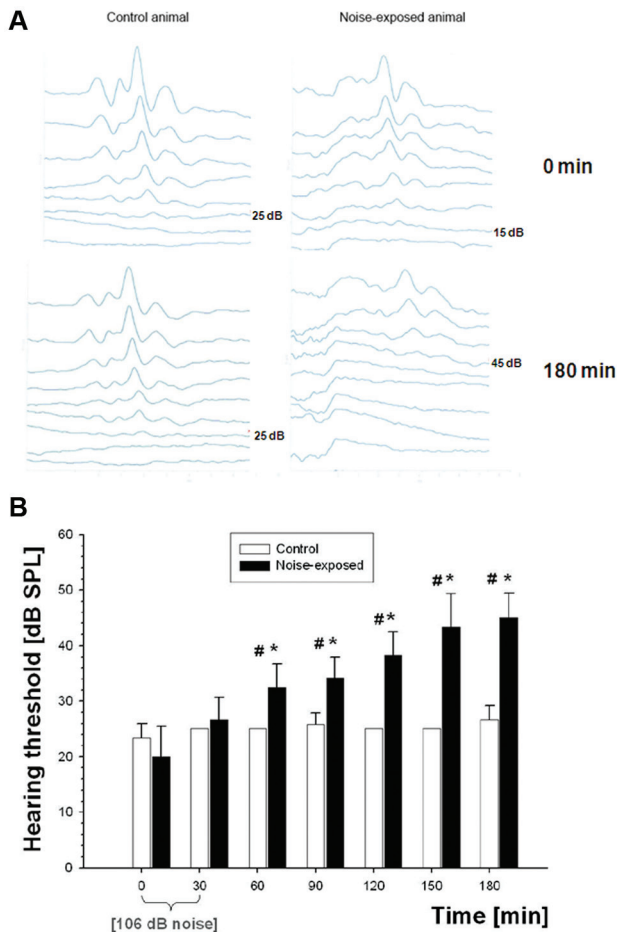 A
Control animal
Noise-exposed animal
0 min
25 dB
15 dB
180 min
45 dB
25 dB
B
Hearing threshold [dB SPL]
60
50
40
30
20
10
0
Control
Noise-exposed
# *
# *
# *
# *
# *
0 30 60 90 120 150 180
[106 dB noise]
Time [min]